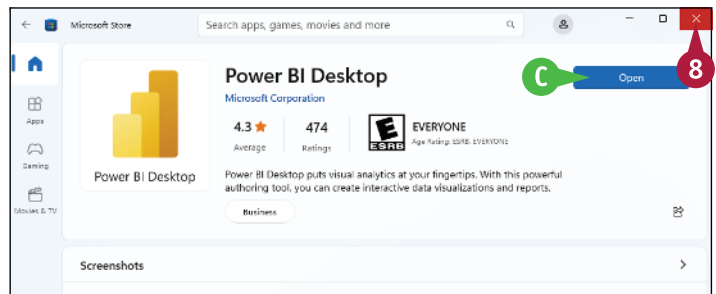 Microsoft Store
Search apps, games, movies and more
8
Power BI Desktop
C
Open
Microsoft Corporation
4.3
474
EVERYONE
Average
Ratings
E
ESRB
Age Rating: ESRB: EVERYONE
Apps
Gaming
Movies & TV
Power BI Desktop
Power BI Desktop puts visual analytics at your fingertips. With this powerful
authoring tool, you can create interactive data visualizations and reports.
Business
Screenshots